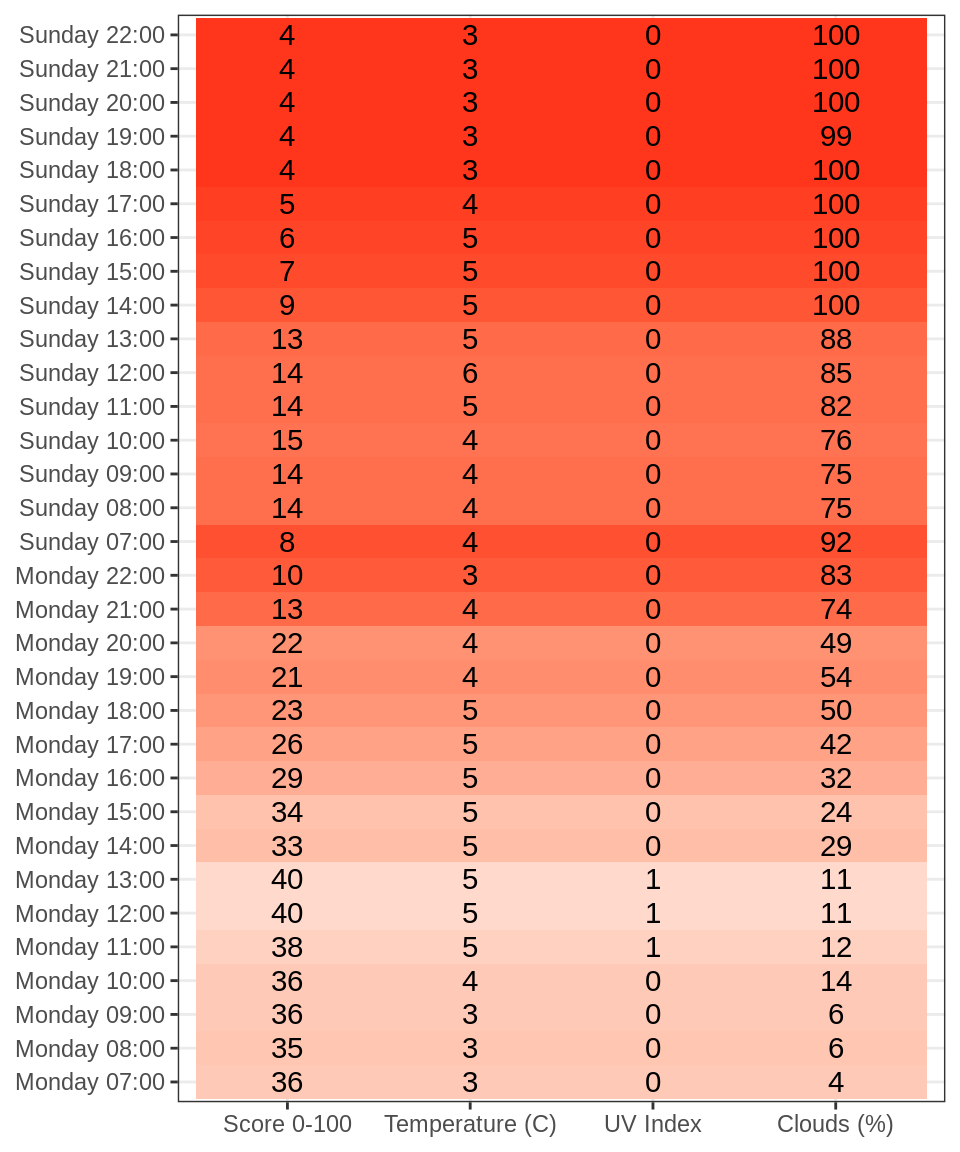 Sunday 22:00 4 3 0 100
Sunday 21:00 4 3 0 100
Sunday 20:00 4 3 0 100
Sunday 19:00 4 3 0 99
Sunday 18:00 4 3 0 100
Sunday 17:00 5 4 0 100
Sunday 16:00 6 5 0 100
Sunday 15:00 7 5 0 100
Sunday 14:00 9 5 0 100
Sunday 13:00 13 5 0 88
Sunday 12:00 14 6 0 85
Sunday 11:00 14 5 0 82
Sunday 10:00 15 4 0 76
Sunday 09:00 14 4 0 75
Sunday 08:00 14 4 0 75
Sunday 07:00 8 4 0 92
Monday 22:00 10 3 0 83
Monday 21:00 13 4 0 74
Monday 20:00 22 4 0 49
Monday 19:00 21 4 0 54
Monday 18:00 23 5 0 50
Monday 17:00 26 5 0 42
Monday 16:00 29 5 0 32
Monday 15:00 34 5 0 24
Monday 14:00 33 5 0 29
Monday 13:00 40 5 1 11
Monday 12:00 40 5 1 11
Monday 11:00 38 5 1 12
Monday 10:00 36 4 0 14
Monday 09:00 36 3 0 6
Monday 08:00 35 3 0 6
Monday 07:00 36 3 0 4
Score 0-100 Temperature (C) UV Index Clouds (%)